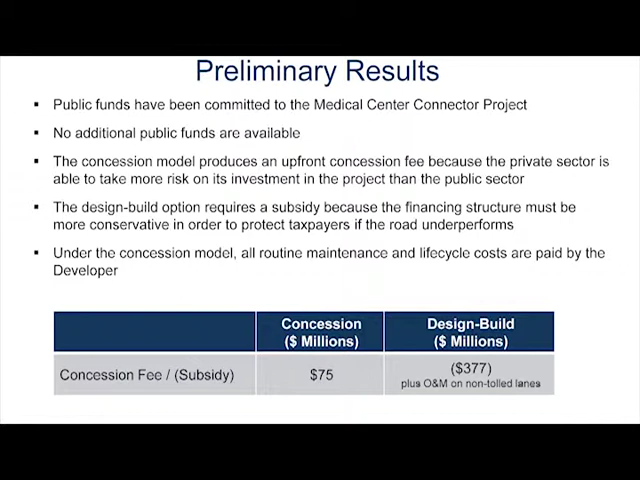 Preliminary Results
▪ Public funds have been committed to the Medical Center Connector Project
▪ No additional public funds are available
▪ The concession model produces an upfront concession fee because the private sector is
able to take more risk on its investment in the project than the public sector
▪ The design-build option requires a subsidy because the financing structure must be
more conservative in order to protect taxpayers if the road underperforms
▪ Under the concession model, all routine maintenance and lifecycle costs are paid by the
Developer
Concession Design-Build
($ Millions) ($ Millions)
Concession Fee / (Subsidy) $75 ($377)
plus O&M on non-tolled lanes